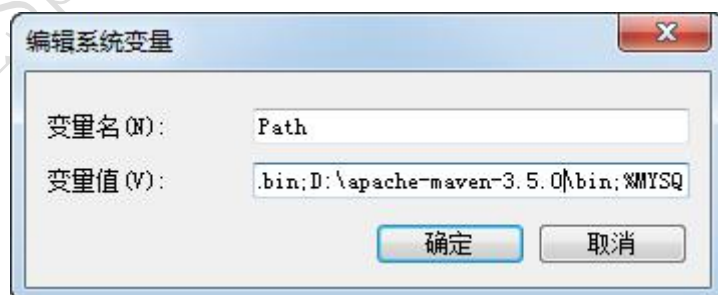 编辑系统变量
变量名(N): Path
变量值(V): .bin;D:\apache-maven-3.5.0\bin;%MYSQ
确定 取消